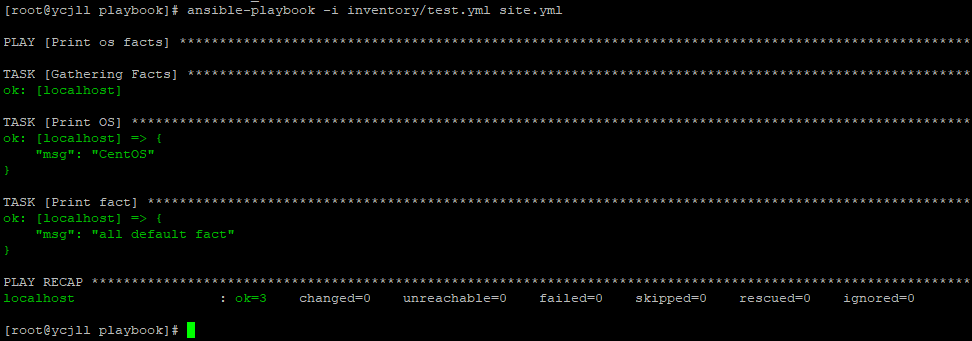 [root@ycjll playbook]# ansible-playbook -i inventory/test.yml site.yml
PLAY [Print os facts] ***************************************************************************************************
TASK [Gathering Facts] **************************************************************************************************
ok: [localhost]
TASK [Print OS] *********************************************************************************************************
ok: [localhost] => {
    "msg": "CentOS"
}
TASK [Print fact] *******************************************************************************************************
ok: [localhost] => {
    "msg": "all default fact"
}
PLAY RECAP **************************************************************************************************************
localhost                  : ok=3    changed=0    unreachable=0    failed=0    skipped=0    rescued=0    ignored=0
[root@ycjll playbook]#